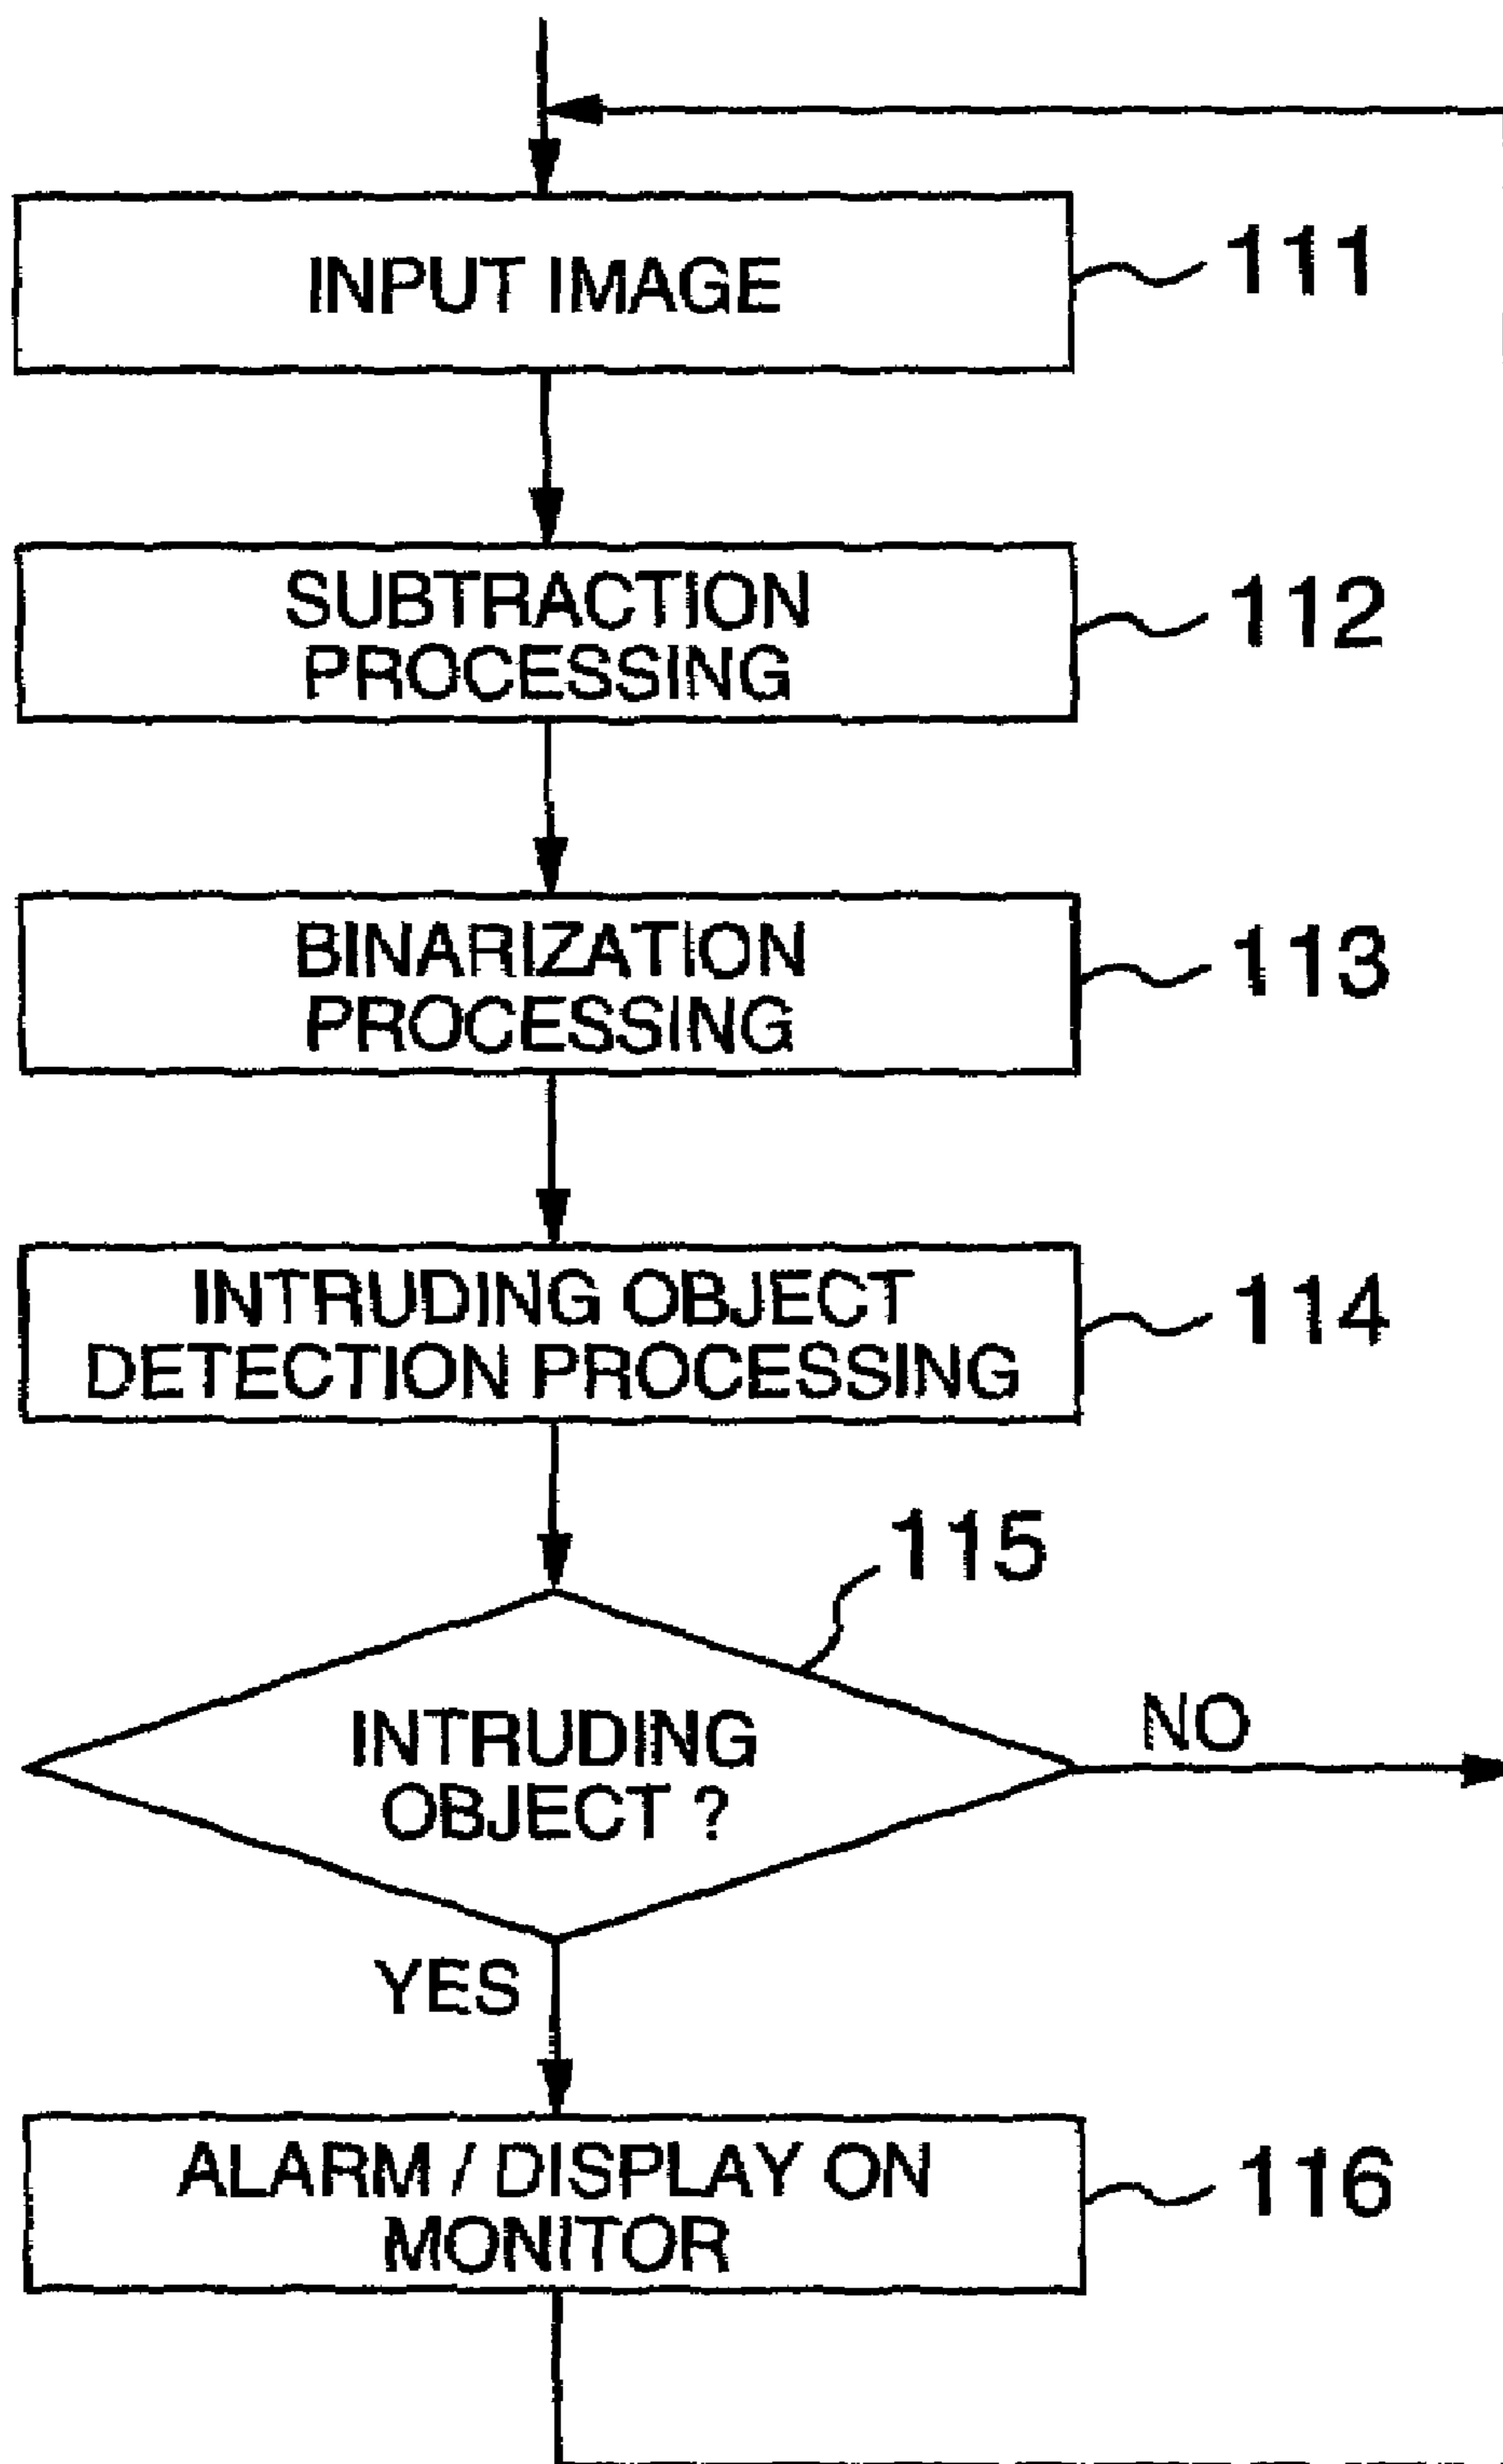 INPUT IMAGE
111
SUBTRACTION
PROCESSING
112
BINARIZATION
PROCESSING
113
INTRUDING OBJECT
DETECTION PROCESSING
114
115
INTRUDING
OBJECT ?
NO
YES
ALARM / DISPLAY ON
MONITOR
116